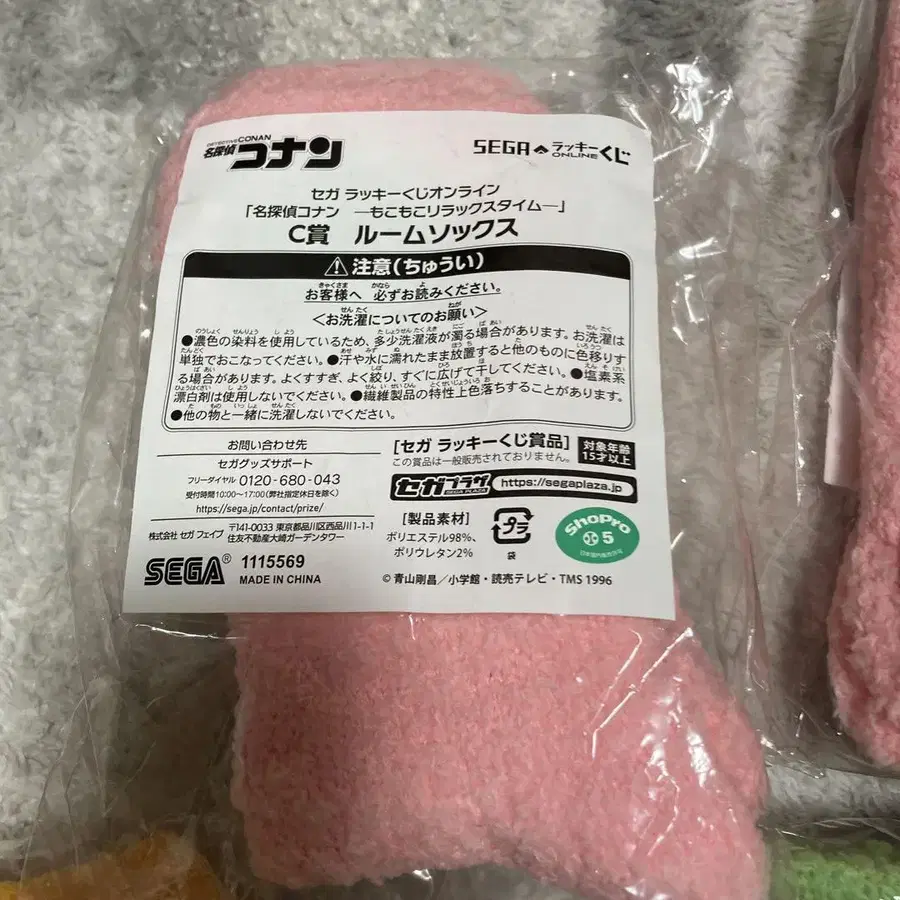 DETECTIVE CONAN
名探偵コナン
SEGA ラッキーくじ
ONLINE
セガ ラッキーくじオンライン
「名探偵コナン ―もこもこリラックスタイム―」
C賞 ルームソックス
注意(ちゅうい)
お客様へ 必ずお読みください。
<お洗濯についてのお願い>
●濃色の染料を使用しているため、多少洗濯液が濁る場合があります。お洗濯は
単独でおこなってください。●汗や水に濡れたまま放置すると他のものに色移りす
る場合があります。よくすすぎ、よく絞り、すぐに広げて干してください。●塩素系
漂白剤は使用しないでください。●繊維製品の特性上色落ちすることがあります。
●他の物と一緒に洗濯しないでください。
お問い合わせ先
セガグッズサポート
フリーダイヤル 0120-680-043
受付時間10:00〜17:00(弊社指定休日を除く)
https://sega.jp/contact/prize/
株式会社 セガ フェイブ 〒141-0033 東京都品川区西品川1-1-1
住友不動産大崎ガーデンタワー
SEGA® 1115569
MADE IN CHINA
[セガ ラッキーくじ賞品]
この賞品は一般販売されておりません。
対象年齢
15才以上
セガプラザ
SEGA PLAZA
https://segaplaza.jp
[製品素材]
ポリエステル98%、
ポリウレタン2%
プラ
袋
ShoPro
5
日本国内販売許可
©青山剛昌/小学館・読売テレビ・TMS 1996